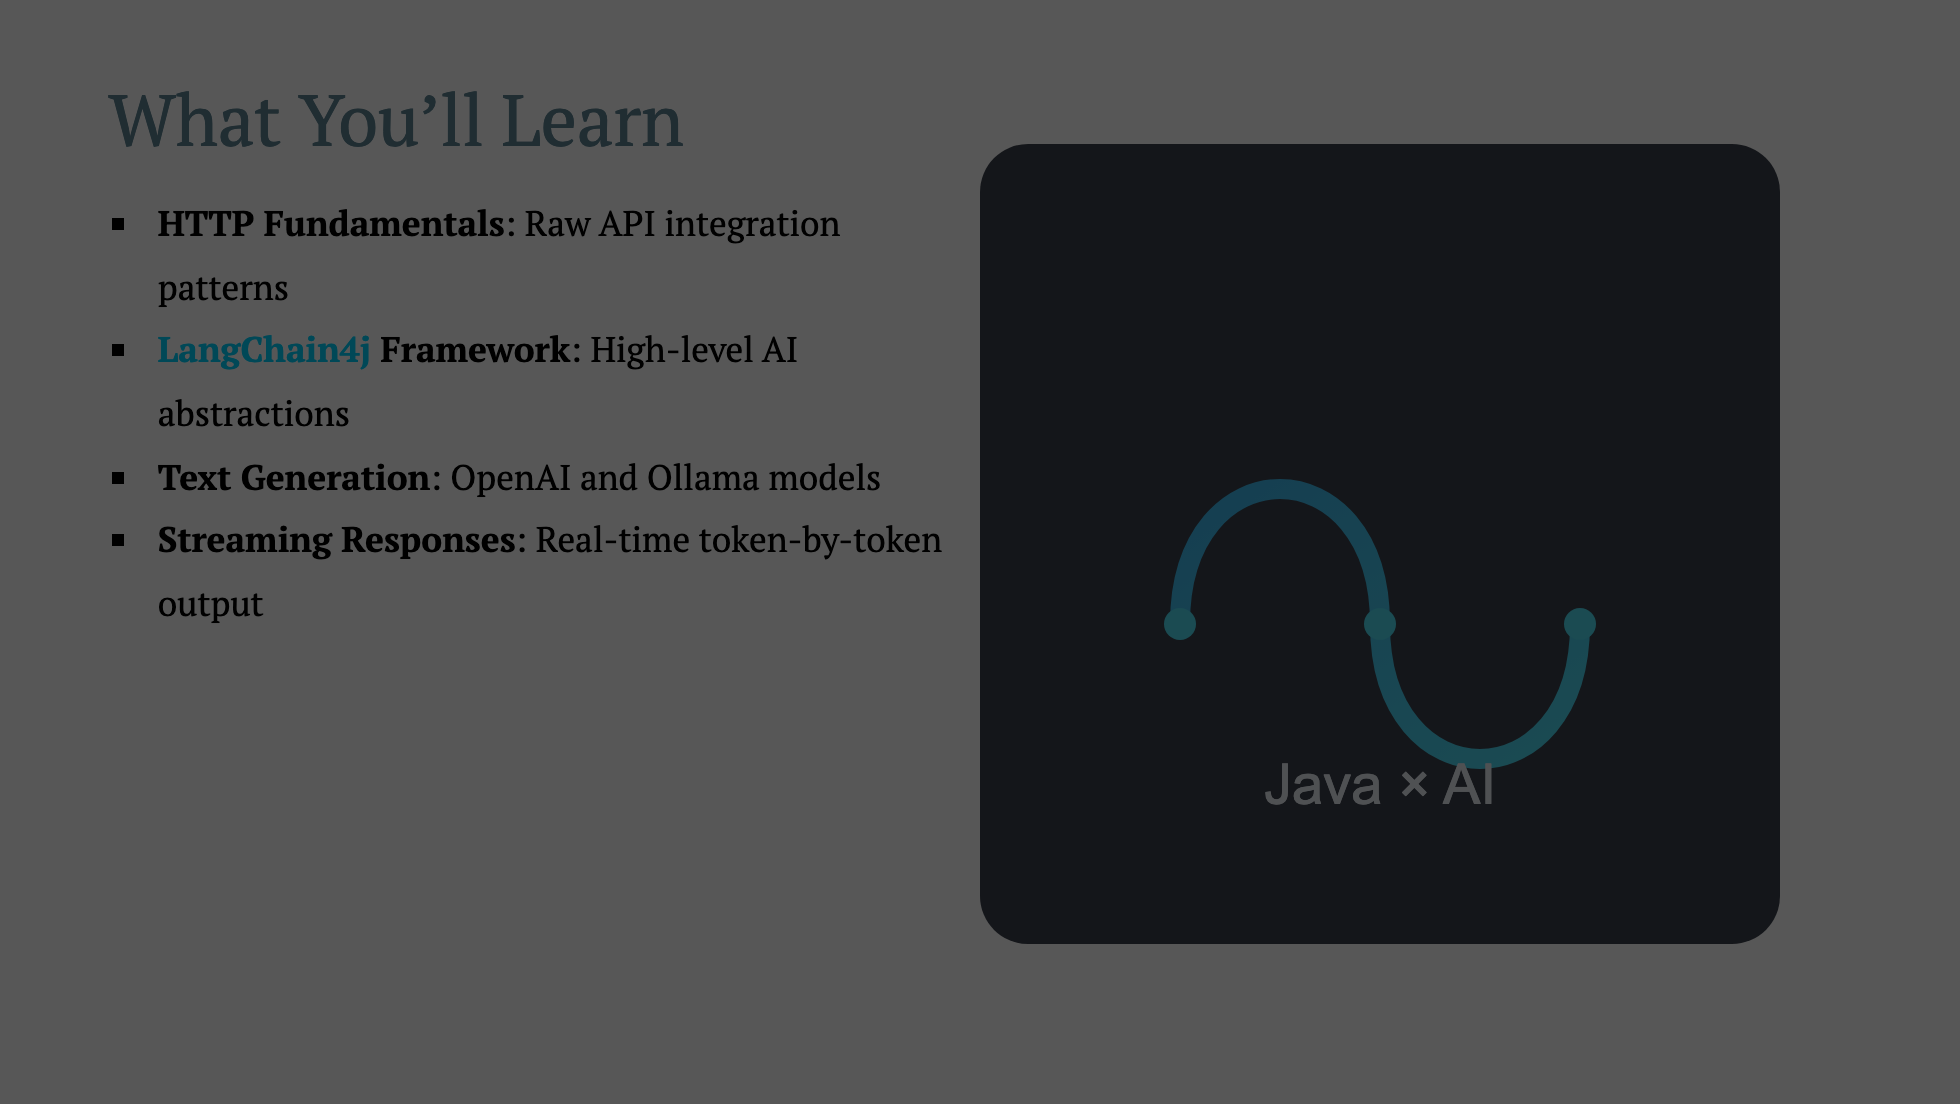 What You’ll Learn
HTTP Fundamentals: Raw API integration
patterns
LangChain4j Framework: High-level AI
abstractions
Text Generation: OpenAI and Ollama models
Streaming Responses: Real-time token-by-token
output
Java × AI